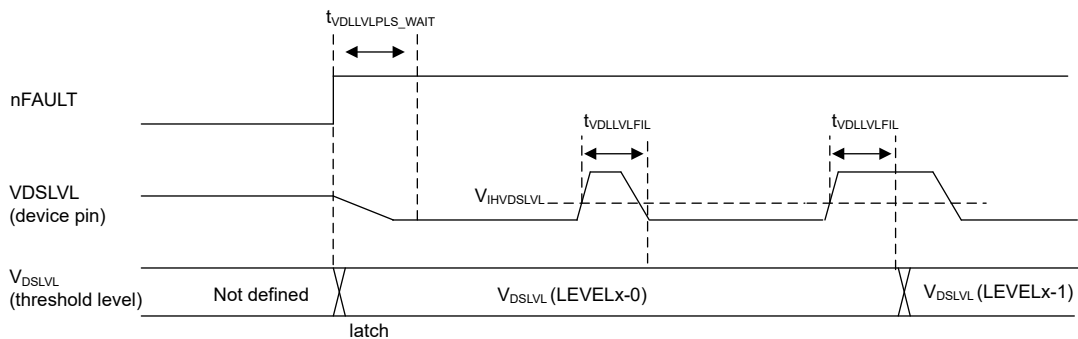 tVDLLVLPLS_WAIT
nFAULT
tVDLLVLFIL
tVDLLVLFIL
VDSLVL
(device pin)
VIHVDSLVL
VDSLVL
(threshold level)
Not defined
VDSLVL (LEVELx-0)
VDSLVL (LEVELx-1)
latch